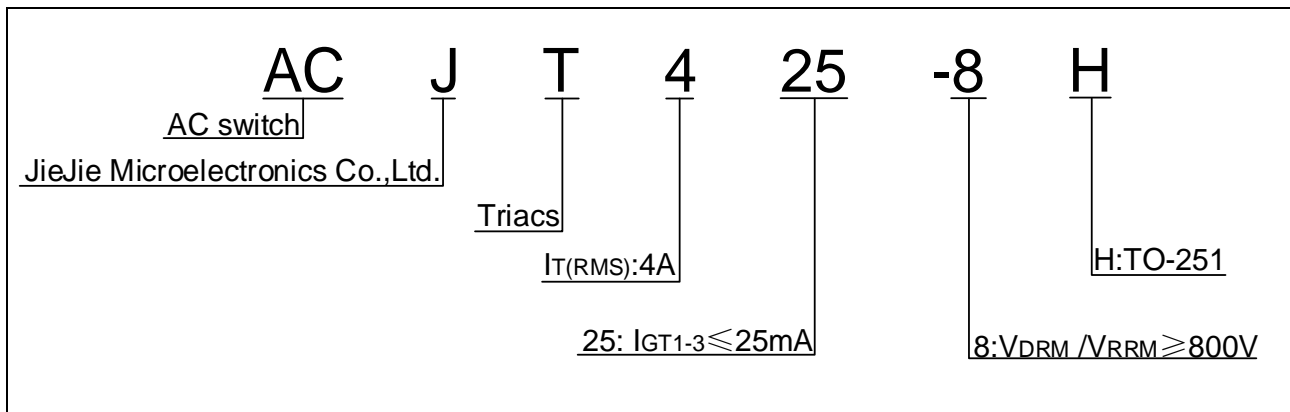 AC J T 4 25 -8 H
AC switch
JieJie Microelectronics Co.,Ltd.
Triacs
IT(RMS):4A
H:TO-251
25: IGT1-3≤25mA
8:VDRM /VRRM≥800V